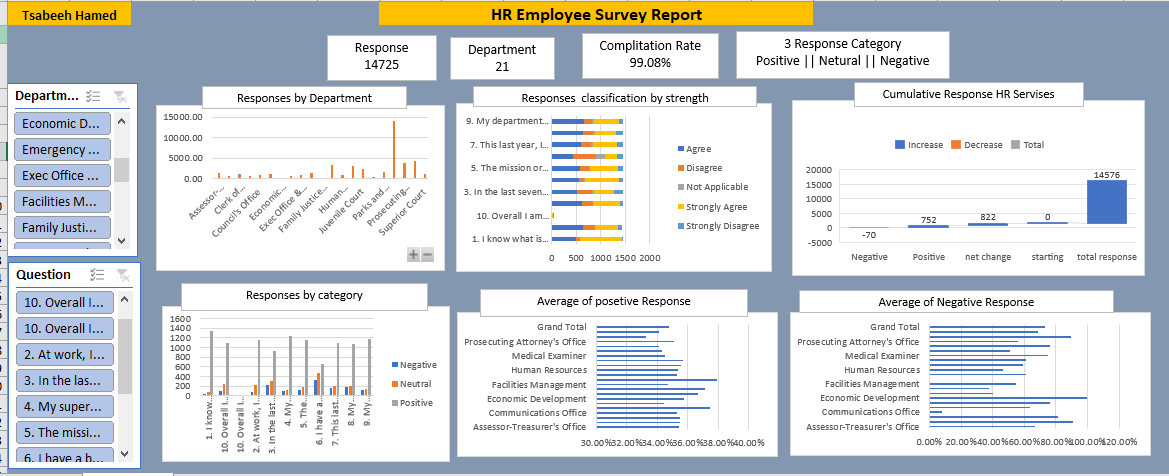 Tsabeeh Hamed
HR Employee Survey Report
Response
14725
Department
21
Complitation Rate
99.08%
3 Response Category
Positive || Netural || Negative
Departm...
Economic D...
Emergency ...
Exec Office ...
Facilities M...
Family Justi...
Question
10. Overall I...
10. Overall I...
2. At work, I...
3. In the las...
4. My super...
5. The missi...
6. I have a b...
Responses by Department
15000.00
10000.00
5000.00
0.00
Assessor-...
Clerk of...
Council's Office
Economic...
Exec Office &...
Family Justice...
Human...
Juvenile Court
Parks and...
Prosecuting...
Superior Court
Responses classification by strength
9. My department...
7. This last year, I...
5. The mission or...
3. In the last seven...
10. Overall I am...
1. I know what is...
0 500 1000 1500 2000
Agree
Disagree
Not Applicable
Strongly Agree
Strongly Disagree
Cumulative Response HR Servises
Increase Decrease Total
20000
15000
10000
5000
0
-5000
-70
752
822
0
14576
Negative Positive net change starting total response
Responses by category
1600
1400
1200
1000
800
600
400
200
0
1. I know...
10. Overall I...
10. Overall I...
2. At work, I...
3. In the last...
4. My...
5. The...
6. I have a...
7. This last...
8. My...
9. My...
Negative
Neutral
Positive
Average of posetive Response
Grand Total
Prosecuting Attorney's Office
Medical Examiner
Human Resources
Facilities Management
Economic Development
Communications Office
Assessor-Treasurer's Office
30.00% 32.00% 34.00% 36.00% 38.00% 40.00%
Average of Negative Response
Grand Total
Prosecuting Attorney's Office
Medical Examiner
Human Resources
Facilities Management
Economic Development
Communications Office
Assessor-Treasurer's Office
0.00% 20.00% 40.00% 60.00% 80.00% 100.00% 120.00%